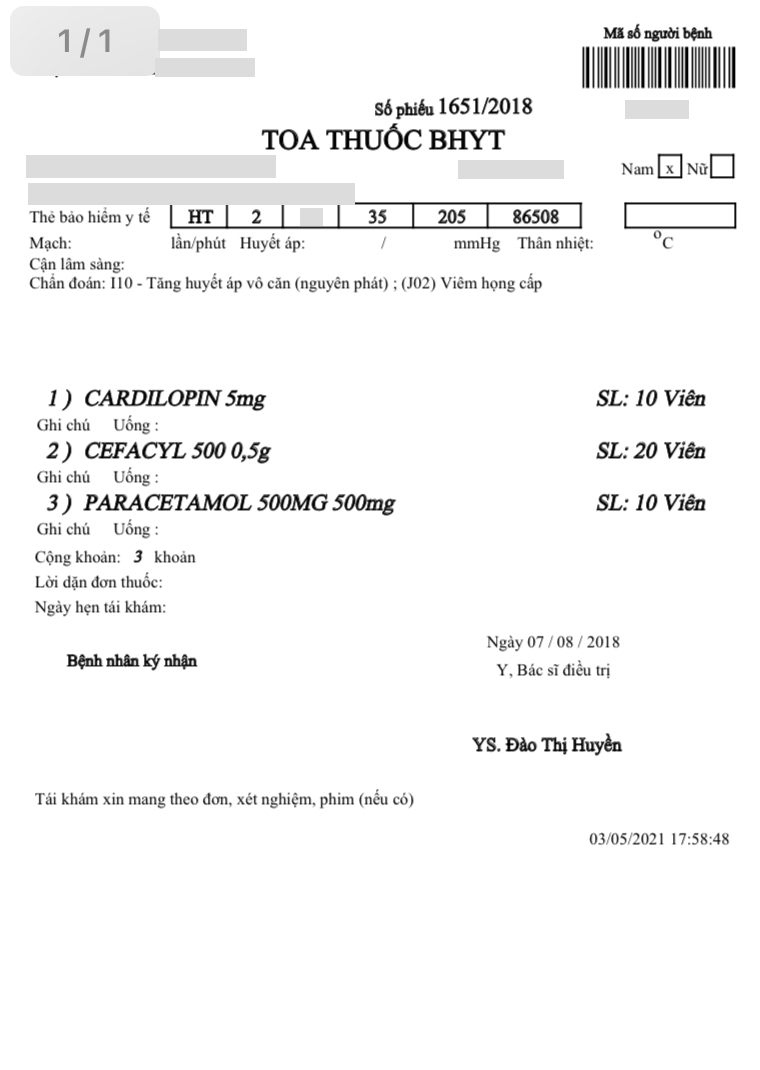 1/1
Mã số người bệnh
Số phiếu 1651/2018
TOA THUỐC BHYT
Nam x Nữ
Thẻ bảo hiểm y tế HT 2 35 205 86508
Mạch: lần/phút Huyết áp: / mmHg Thân nhiệt: °C
Cận lâm sàng:
Chẩn đoán: I10 - Tăng huyết áp vô căn (nguyên phát) ; (J02) Viêm họng cấp
1 ) CARDILOPIN 5mg SL: 10 Viên
Ghi chú Uống :
2 ) CEFACYL 500 0,5g SL: 20 Viên
Ghi chú Uống :
3 ) PARACETAMOL 500MG 500mg SL: 10 Viên
Ghi chú Uống :
Cộng khoản: 3 khoản
Lời dặn đơn thuốc:
Ngày hẹn tái khám:
Ngày 07 / 08 / 2018
Bệnh nhân ký nhận
Y, Bác sĩ điều trị
YS. Đào Thị Huyền
Tái khám xin mang theo đơn, xét nghiệm, phim (nếu có)
03/05/2021 17:58:48